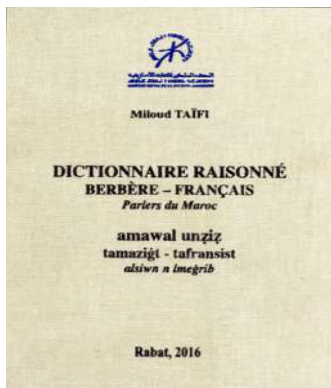 Miloud TAÏFI
DICTIONNAIRE RAISONNÉ
BERBÈRE – FRANÇAIS
Parlers du Maroc
amawal unẓiẓ
tamaziġt - tafransist
alsiwn n lmeġrib
Rabat, 2016